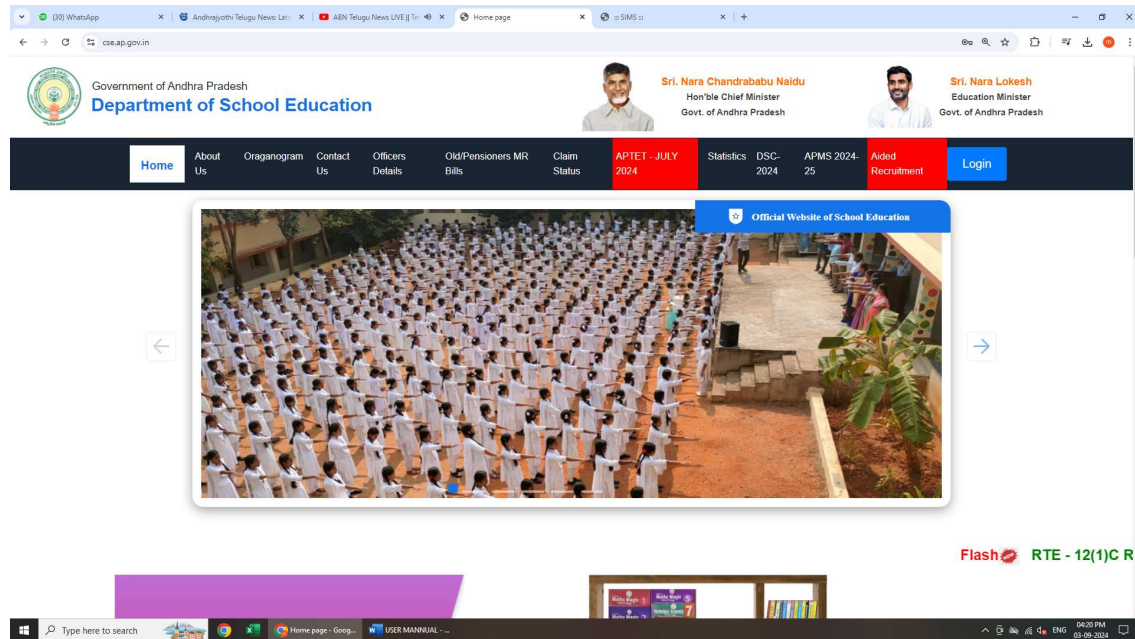 (30) WhatsApp
Andhrajyothi Telugu News: Late
ABN Telugu News LIVE || Te
Home page
::: SIMS :::
cse.ap.gov.in
Government of Andhra Pradesh
Department of School Education
Sri. Nara Chandrababu Naidu
Hon'ble Chief Minister
Govt. of Andhra Pradesh
Sri. Nara Lokesh
Education Minister
Govt. of Andhra Pradesh
Home
About Us
Oraganogram
Contact Us
Officers Details
Old/Pensioners MR Bills
Claim Status
APTET - JULY 2024
Statistics
DSC-2024
APMS 2024-25
Aided Recruitment
Login
Official Website of School Education
Flash
RTE - 12(1)C R
Type here to search
Home page - Goog...
USER MANNUAL - ...
ENG
04:20 PM
03-09-2024